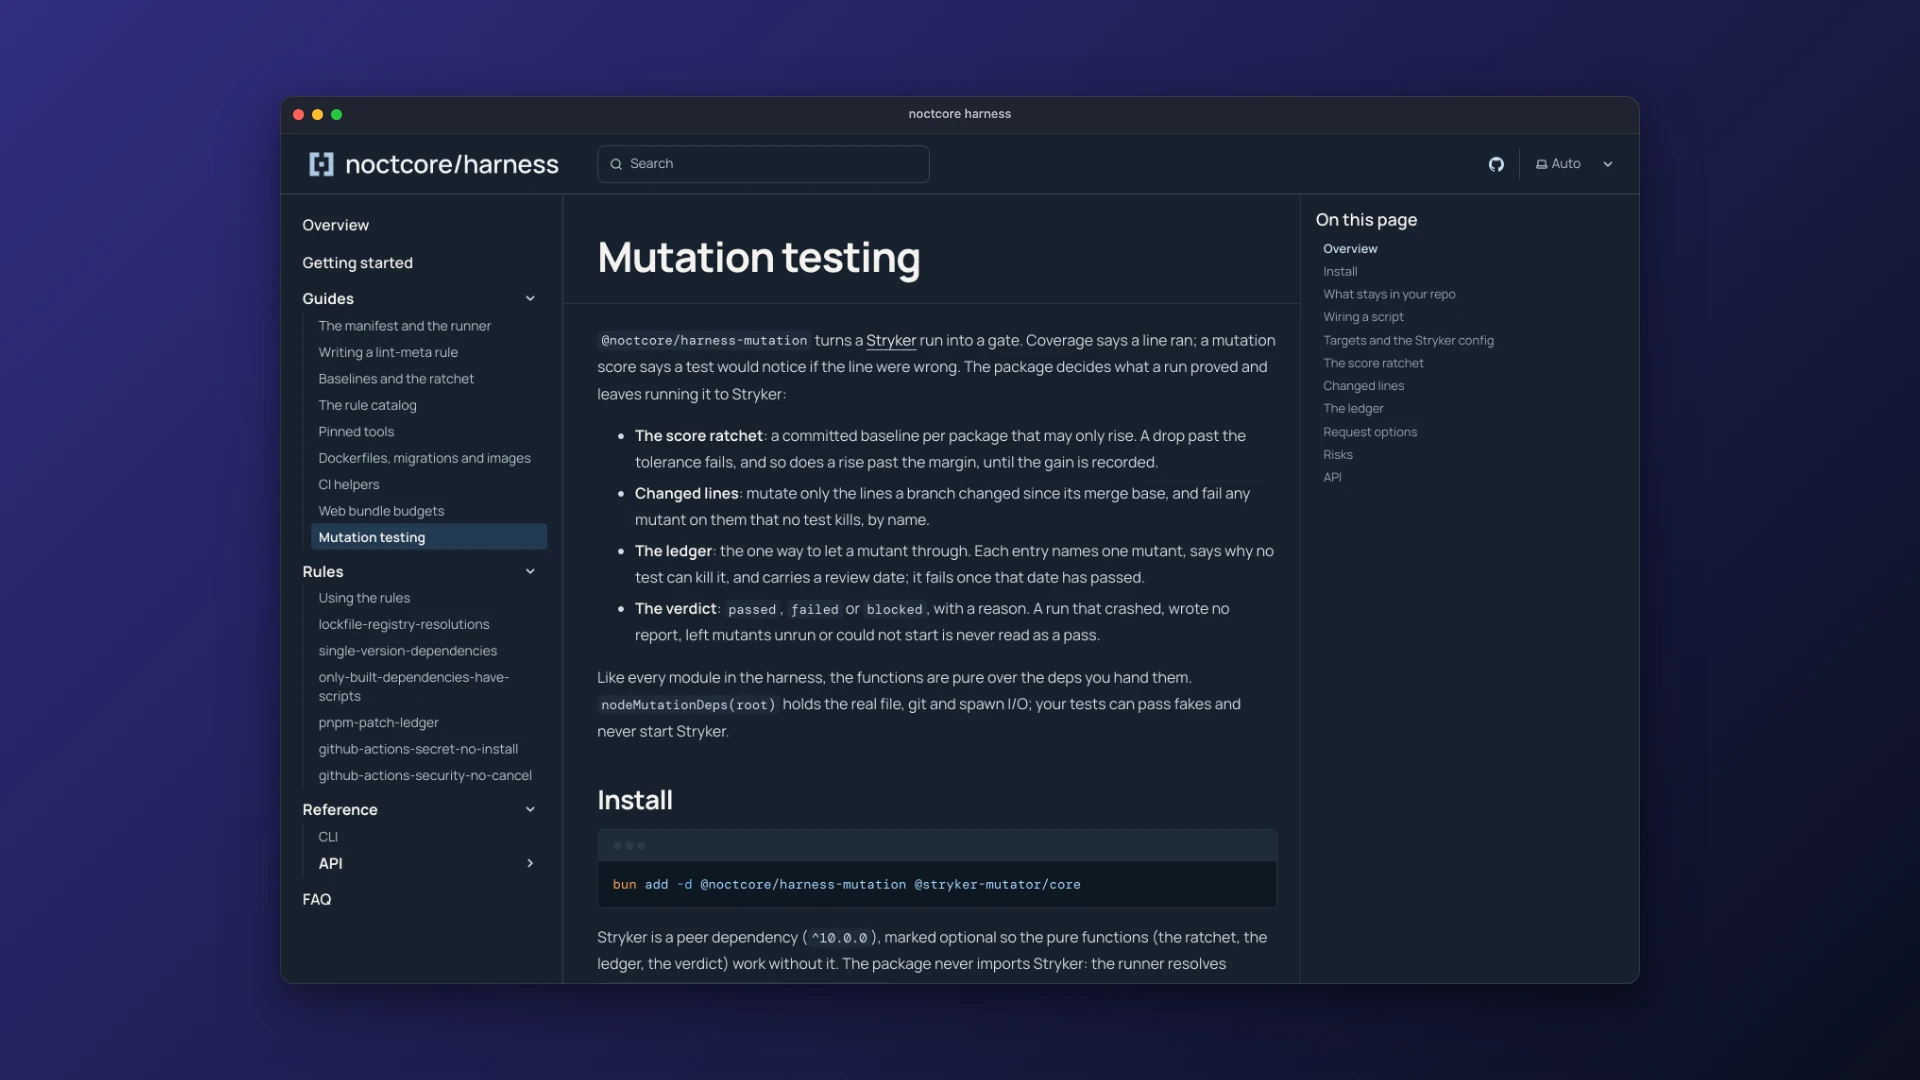 noctcore harness
noctcore/harness
Search
Auto
Overview
Getting started
Guides
The manifest and the runner
Writing a lint-meta rule
Baselines and the ratchet
The rule catalog
Pinned tools
Dockerfiles, migrations and images
CI helpers
Web bundle budgets
Mutation testing
Rules
Using the rules
lockfile-registry-resolutions
single-version-dependencies
only-built-dependencies-have-
scripts
pnpm-patch-ledger
github-actions-secret-no-install
github-actions-security-no-cancel
Reference
CLI
API
FAQ
Mutation testing
@noctcore/harness-mutation turns a Stryker run into a gate. Coverage says a line ran; a mutation
score says a test would notice if the line were wrong. The package decides what a run proved and
leaves running it to Stryker:
• The score ratchet: a committed baseline per package that may only rise. A drop past the
tolerance fails, and so does a rise past the margin, until the gain is recorded.
• Changed lines: mutate only the lines a branch changed since its merge base, and fail any
mutant on them that no test kills, by name.
• The ledger: the one way to let a mutant through. Each entry names one mutant, says why no
test can kill it, and carries a review date; it fails once that date has passed.
• The verdict: passed, failed or blocked, with a reason. A run that crashed, wrote no
report, left mutants unrun or could not start is never read as a pass.
Like every module in the harness, the functions are pure over the deps you hand them.
nodeMutationDeps(root) holds the real file, git and spawn I/O; your tests can pass fakes and
never start Stryker.
Install
bun add -d @noctcore/harness-mutation @stryker-mutator/core
Stryker is a peer dependency (^10.0.0), marked optional so the pure functions (the ratchet, the
ledger, the verdict) work without it. The package never imports Stryker: the runner resolves
On this page
Overview
Install
What stays in your repo
Wiring a script
Targets and the Stryker config
The score ratchet
Changed lines
The ledger
Request options
Risks
API